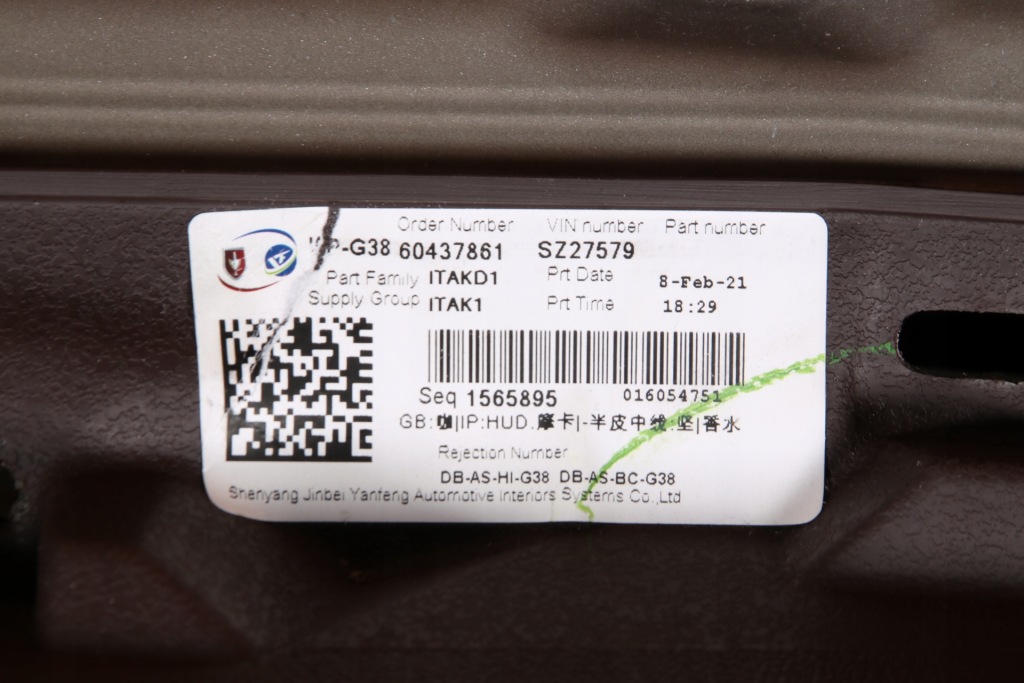 Order Number VIN number Part number
-G38 60437861 SZ27579
Part Family ITAKD1 Prt Date 8-Feb-21
Supply Group ITAK1 Prt Time 18:29
Seq 1565895 016054751
GB:咖|IP:HUD.摩卡|-半皮中线:坚|香水
Rejection Number
DB-AS-HI-G38 DB-AS-BC-G38
Shenyang Jinbei Yanfeng Automotive Interiors Systems Co.,Ltd